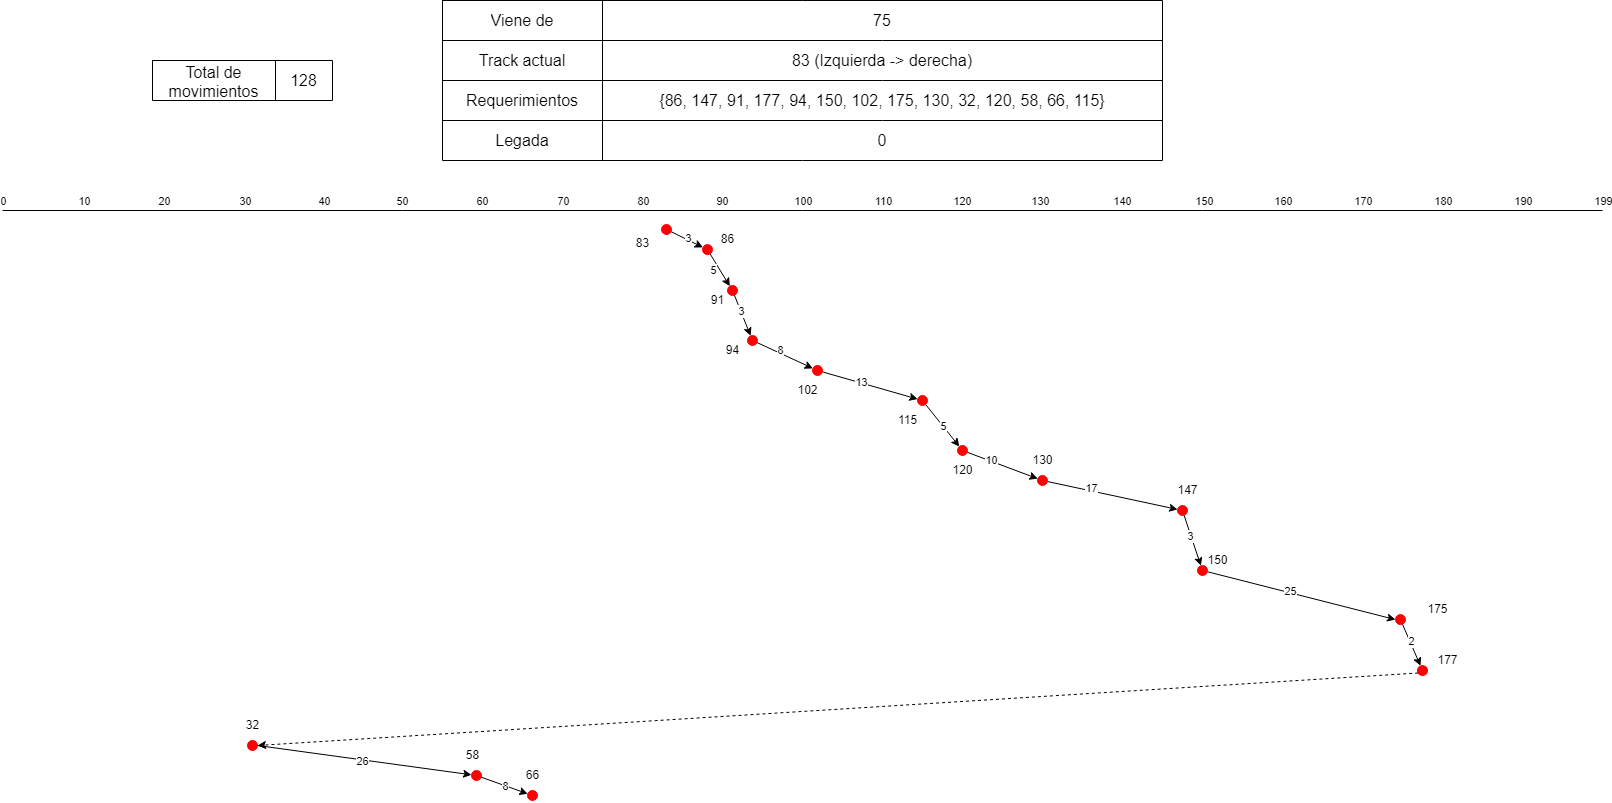 Viene de 75
Total de movimientos 128
Track actual 83 (Izquierda -> derecha)
Requerimientos {86, 147, 91, 177, 94, 150, 102, 175, 130, 32, 120, 58, 66, 115}
Legada 0
0 10 20 30 40 50 60 70 80 90 100 110 120 130 140 150 160 170 180 190 199
83 3 86
5
91
3
94 8
102 13
115 5
120 10 130
17 147
3
150
25 175
2
177
32
26 58
8 66